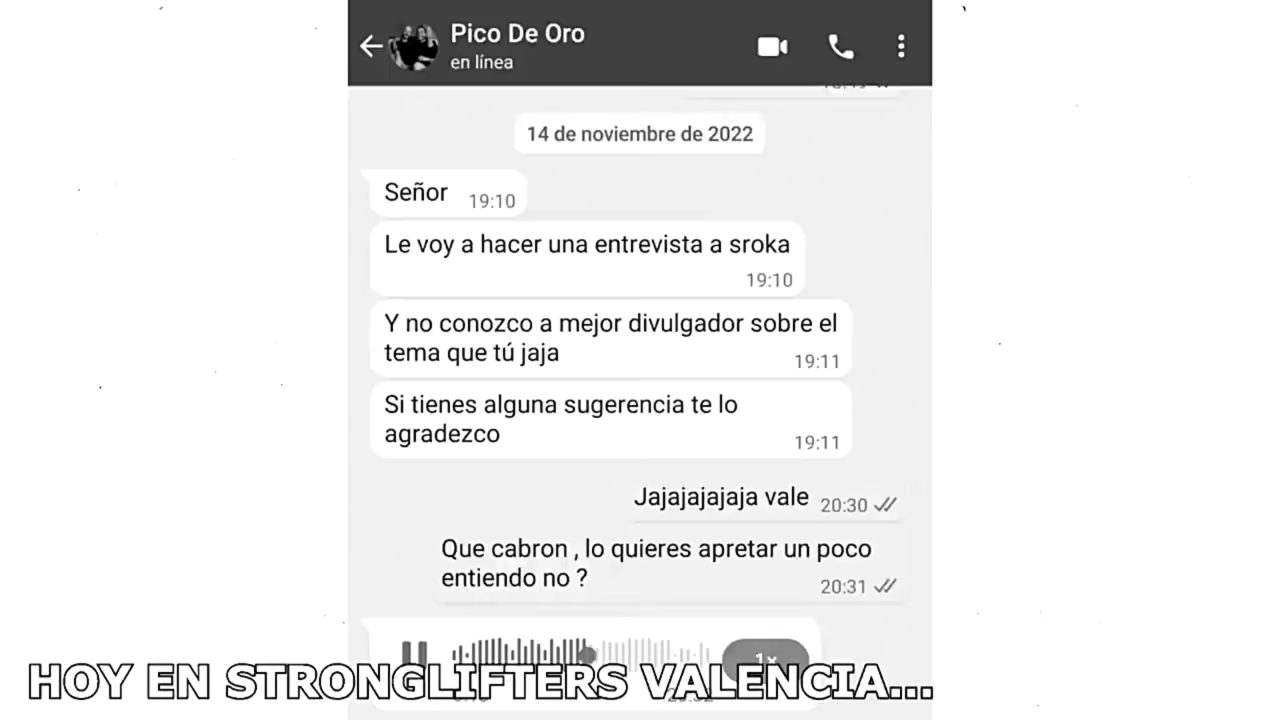 Pico De Oro
en línea
14 de noviembre de 2022
Señor 19:10
Le voy a hacer una entrevista a sroka
19:10
Y no conozco a mejor divulgador sobre el
tema que tú jaja 19:11
Si tienes alguna sugerencia te lo
agradezco 19:11
Jajajajajaja vale 20:30
Que cabron , lo quieres apretar un poco
entiendo no ? 20:31
1x
HOY EN STRONGLIFTERS VALENCIA...